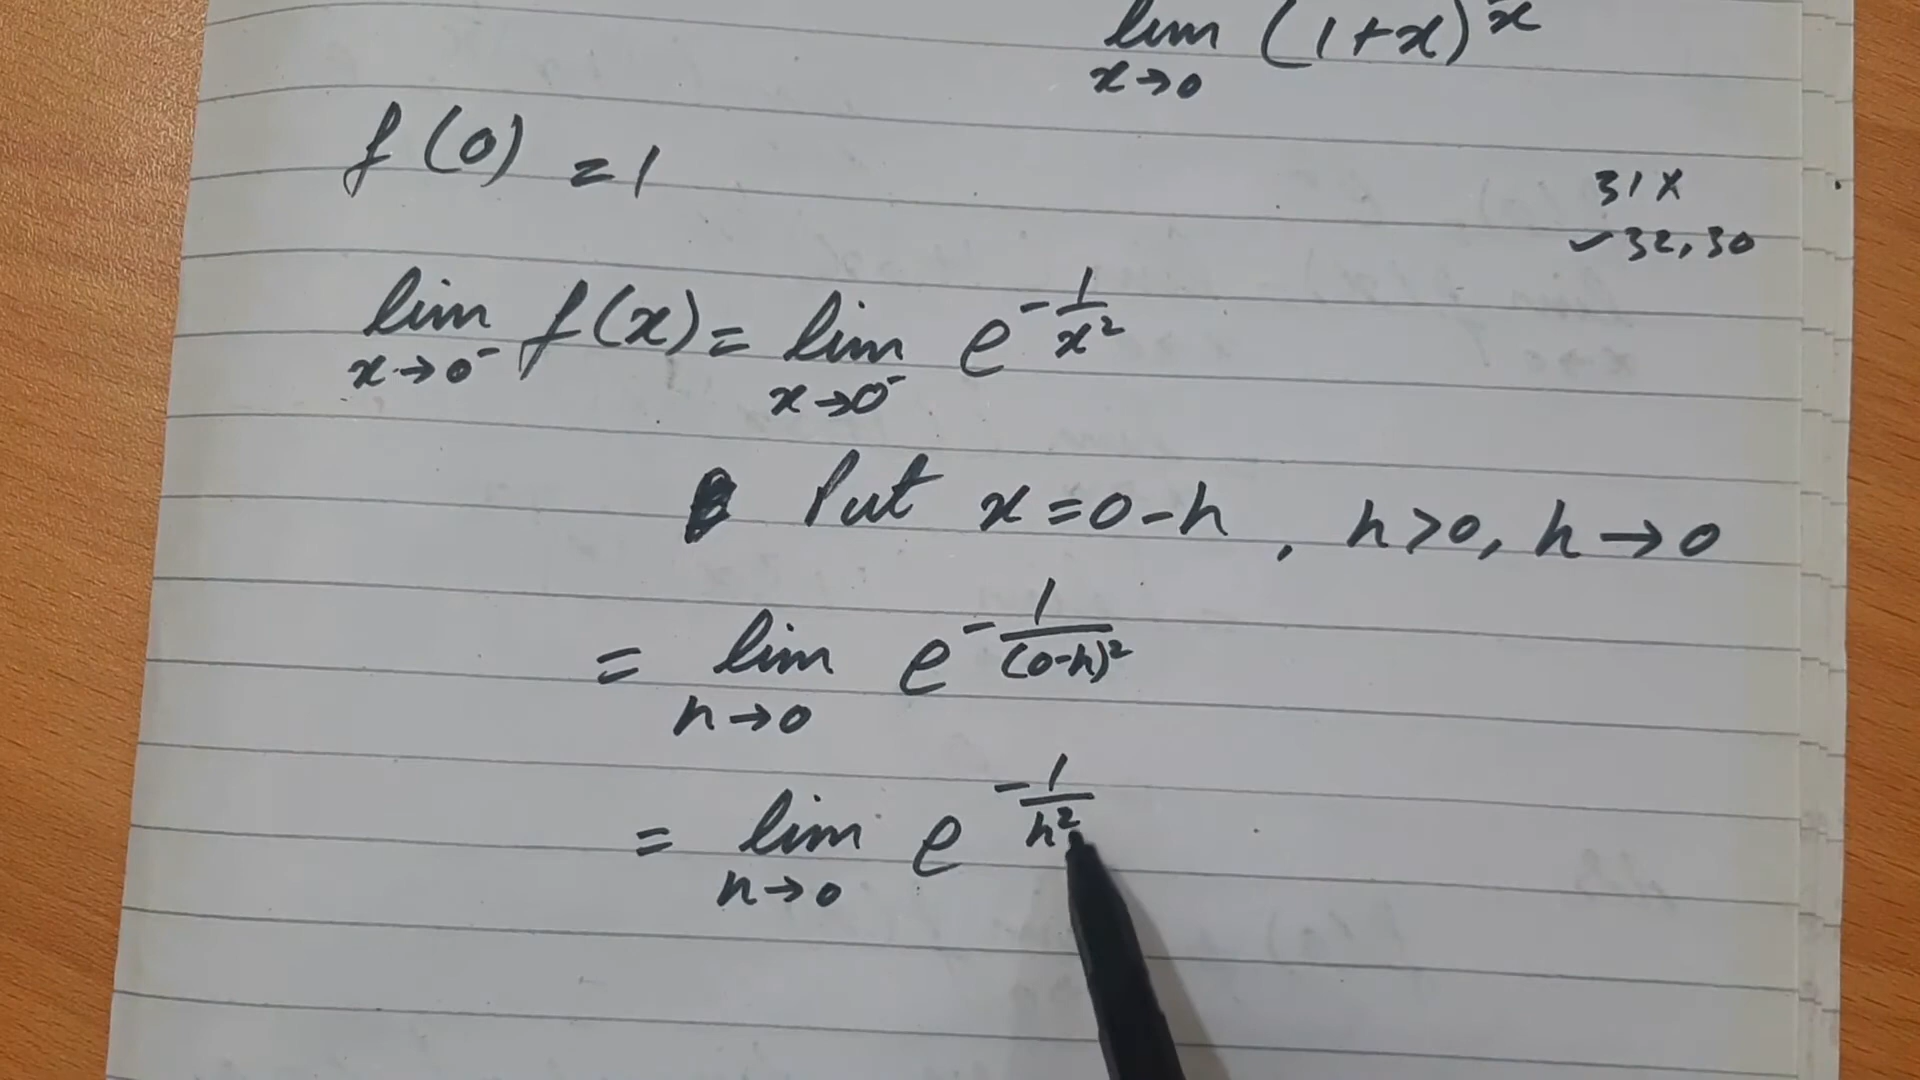 lim (1+x)^x
x→0
f(0) = 1
31 X
✓ 32, 30
lim f(x) = lim e^{-1/x²}
x→0⁻ x→0⁻
Put x = 0-h, h>0, h→0
= lim e^{-1/(0-h)²}
h→0
= lim e^{-1/h²}
h→0